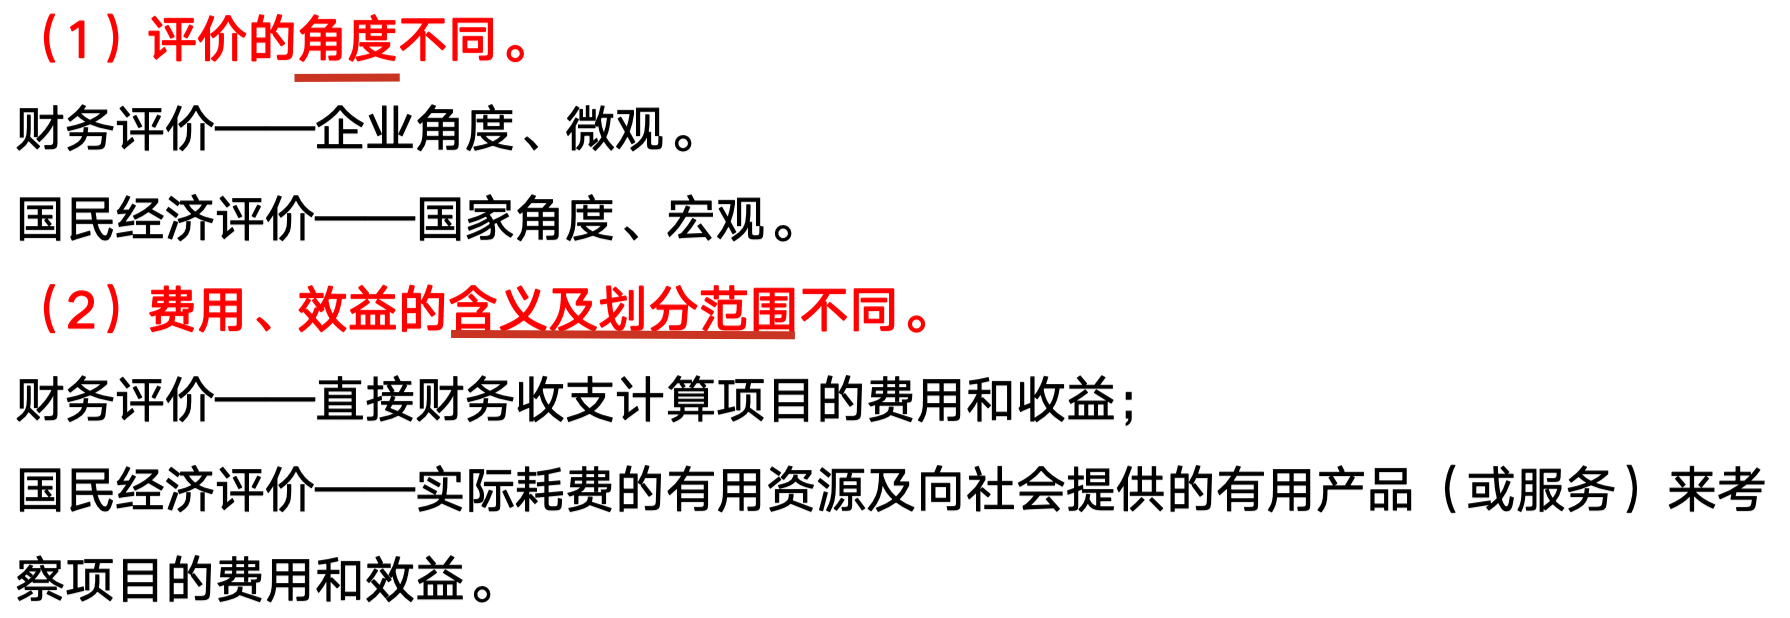 （1）评价的角度不同。
财务评价——企业角度、微观。
国民经济评价——国家角度、宏观。
（2）费用、效益的含义及划分范围不同。
财务评价——直接财务收支计算项目的费用和收益；
国民经济评价——实际耗费的有用资源及向社会提供的有用产品（或服务）来考
察项目的费用和效益。